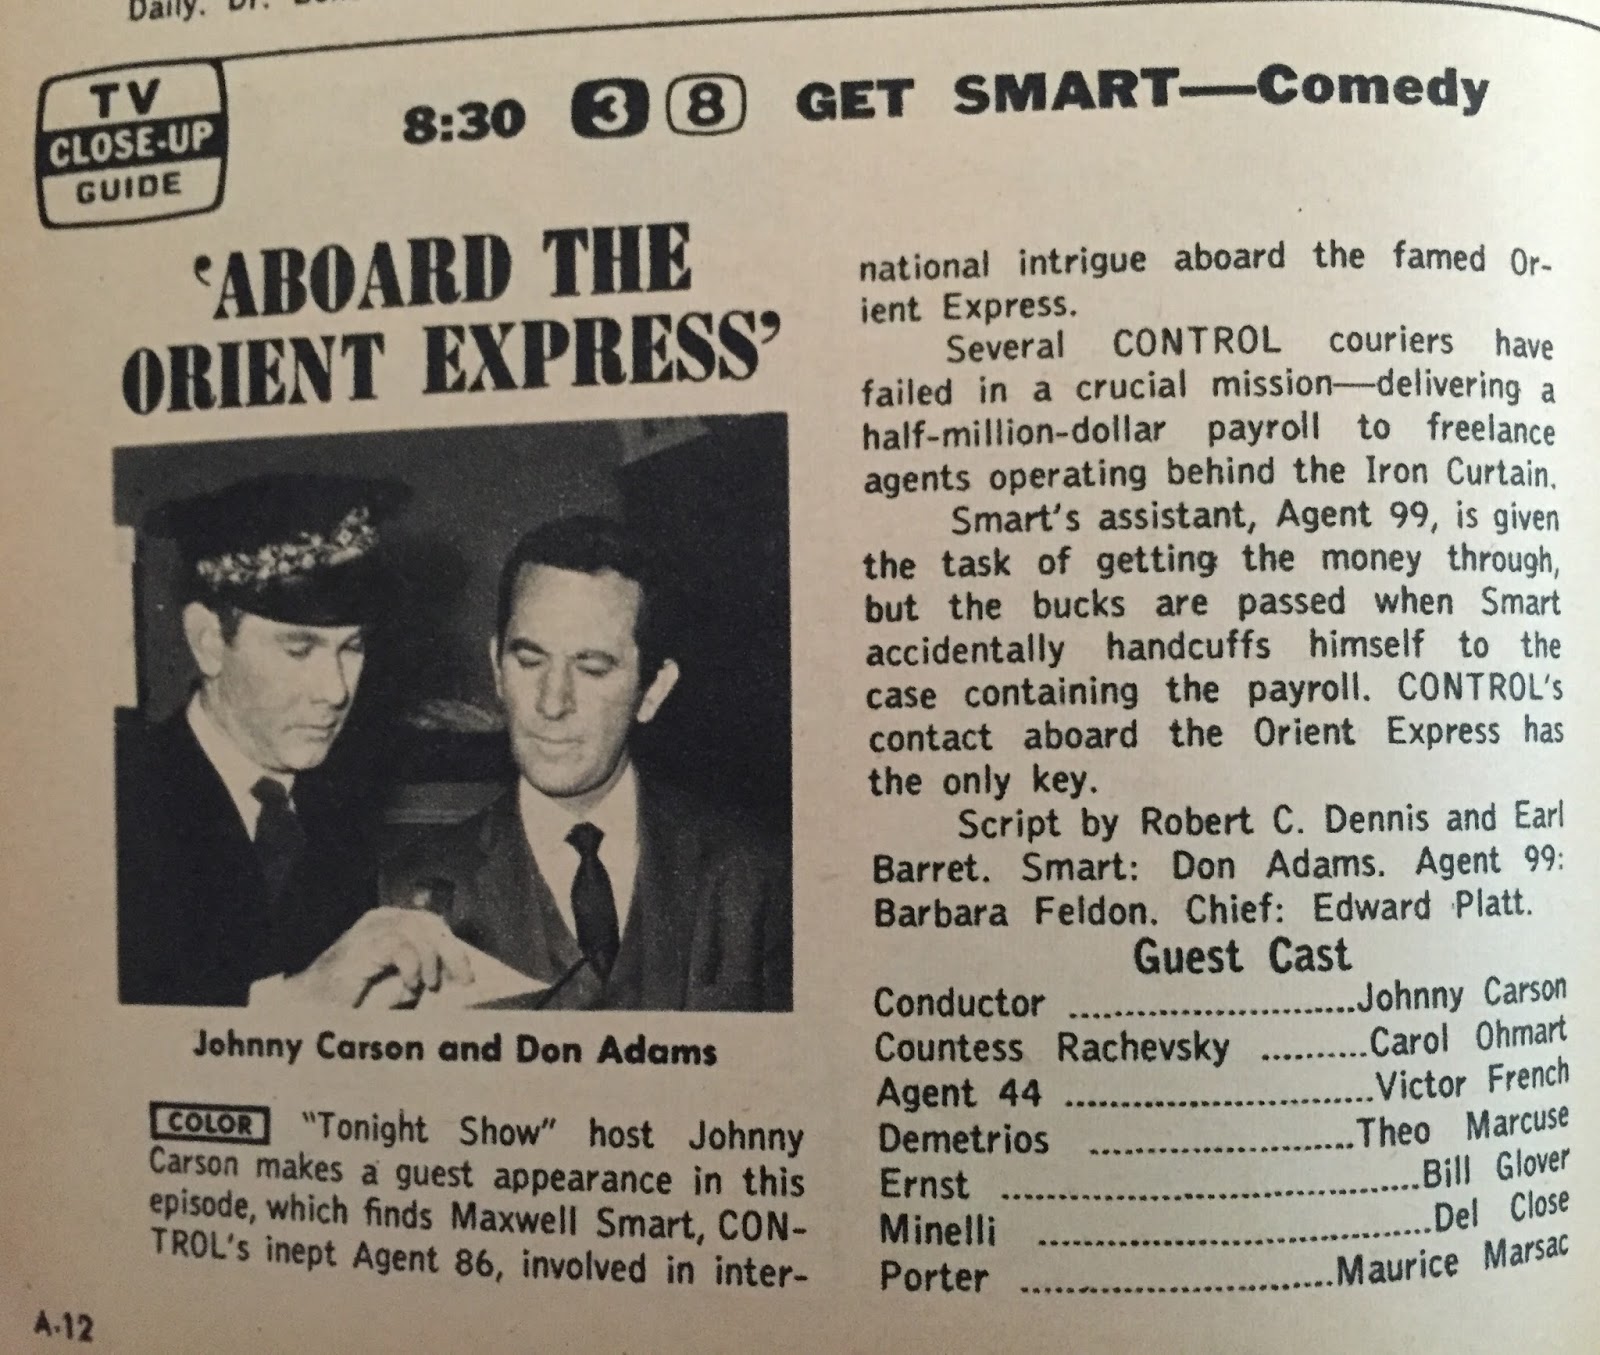 Daily. Dr.
TV
CLOSE-UP
GUIDE
8:30 3 8 GET SMART—Comedy
‘ABOARD THE
ORIENT EXPRESS’
Johnny Carson and Don Adams
COLOR "Tonight Show" host Johnny
Carson makes a guest appearance in this
episode, which finds Maxwell Smart, CON-
TROL's inept Agent 86, involved in inter-
national intrigue aboard the famed Or-
ient Express.
Several CONTROL couriers have
failed in a crucial mission—delivering a
half-million-dollar payroll to freelance
agents operating behind the Iron Curtain.
Smart's assistant, Agent 99, is given
the task of getting the money through,
but the bucks are passed when Smart
accidentally handcuffs himself to the
case containing the payroll. CONTROL's
contact aboard the Orient Express has
the only key.
Script by Robert C. Dennis and Earl
Barret. Smart: Don Adams. Agent 99:
Barbara Feldon. Chief: Edward Platt.
Guest Cast
Conductor ..........................Johnny Carson
Countess Rachevsky ..........Carol Ohmart
Agent 44 ............................Victor French
Demetrios ........................Theo Marcuse
Ernst ......................................Bill Glover
Minelli ....................................Del Close
Porter ............................Maurice Marsac
A-12